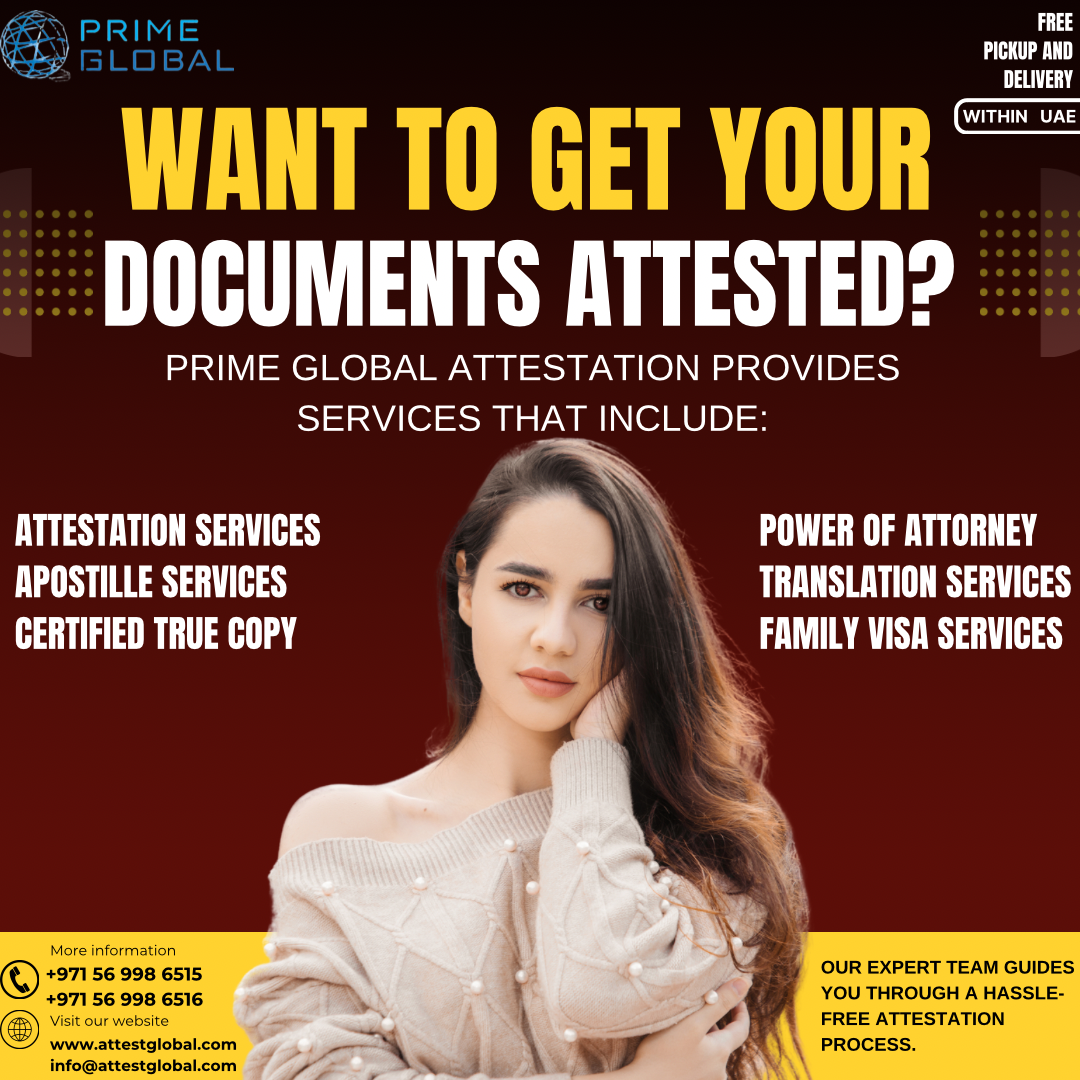 PRIME
GLOBAL
FREE
PICKUP AND
DELIVERY
WITHIN UAE
WANT TO GET YOUR
DOCUMENTS ATTESTED?
PRIME GLOBAL ATTESTATION PROVIDES
SERVICES THAT INCLUDE:
ATTESTATION SERVICES
APOSTILLE SERVICES
CERTIFIED TRUE COPY
POWER OF ATTORNEY
TRANSLATION SERVICES
FAMILY VISA SERVICES
More information
+971 56 998 6515
+971 56 998 6516
Visit our website
www.attestglobal.com
info@attestglobal.com
OUR EXPERT TEAM GUIDES
YOU THROUGH A HASSLE-
FREE ATTESTATION
PROCESS.